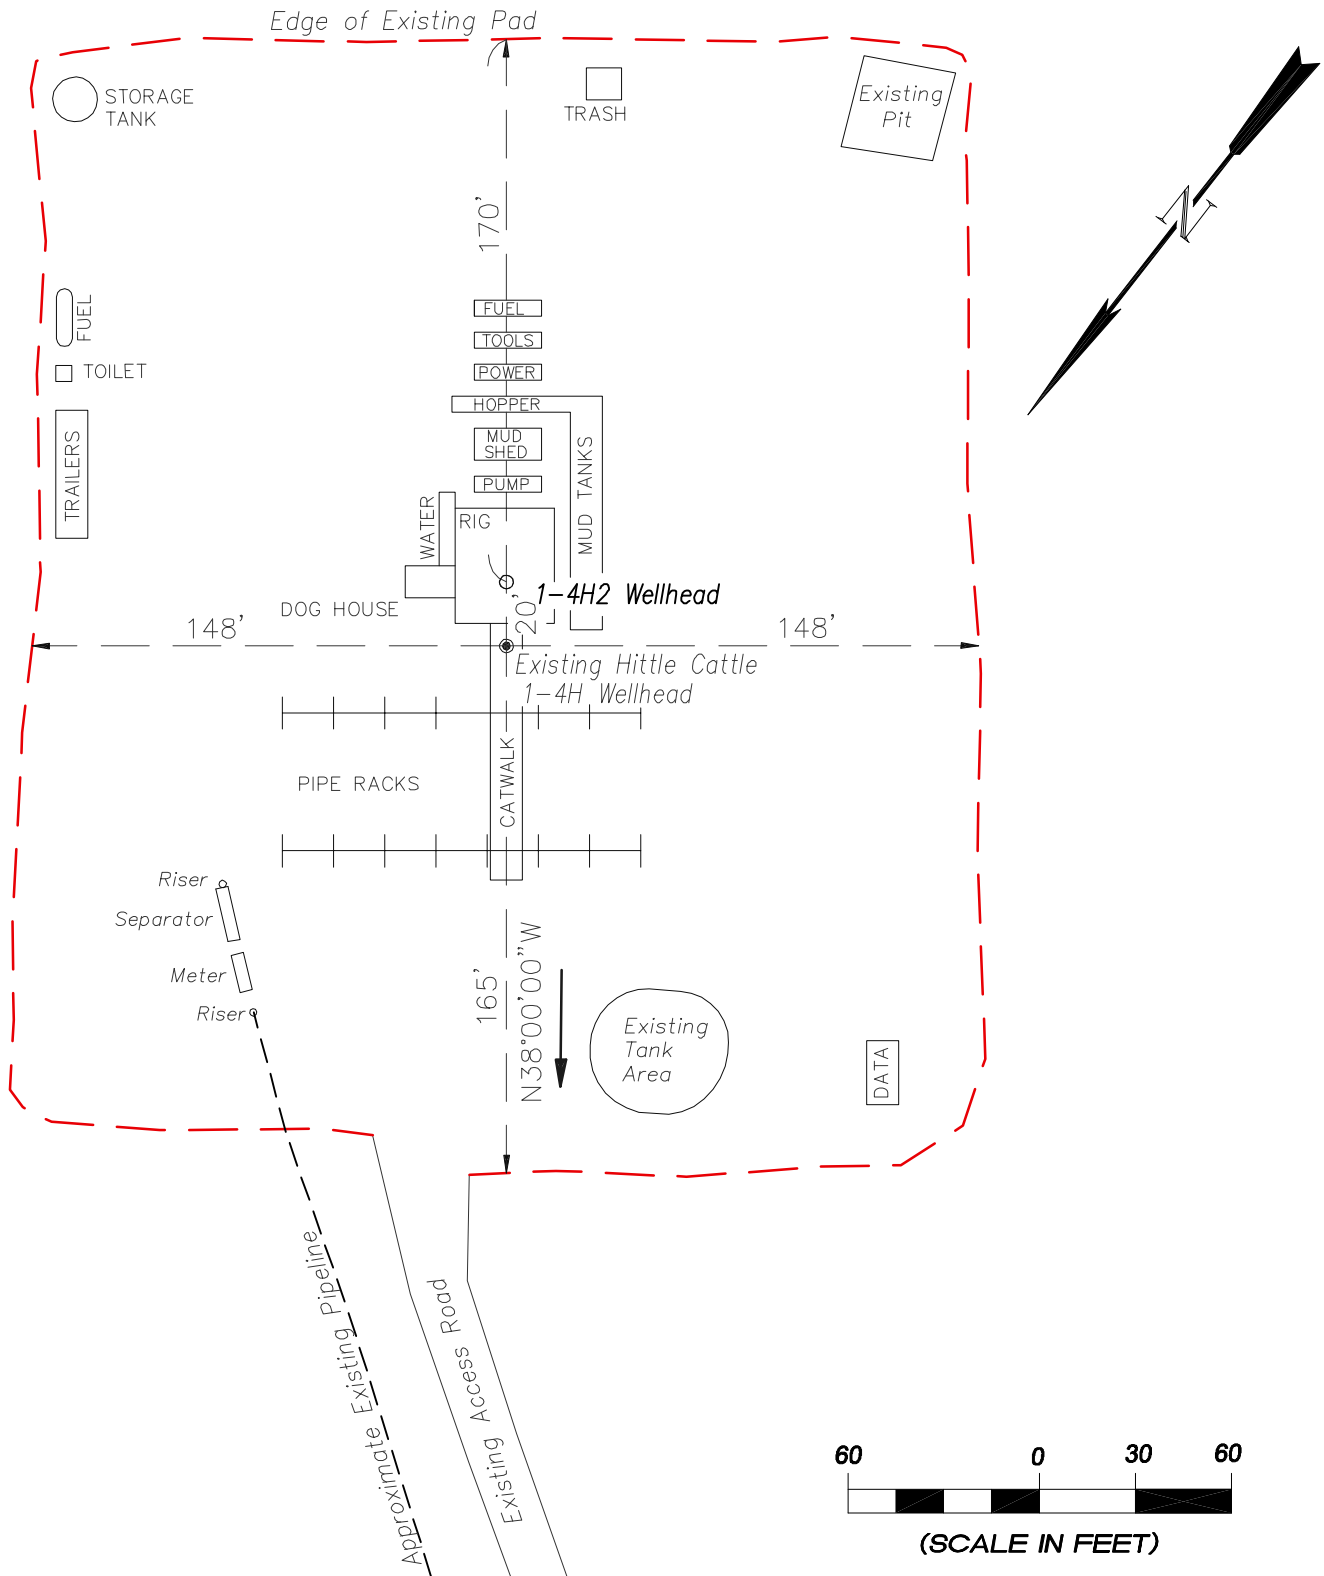 Edge of Existing Pad
STORAGE
TANK
TRASH
Existing
Pit
170'
N
FUEL
TOILET
TRAILERS
FUEL
TOOLS
POWER
HOPPER
MUD
SHED
PUMP
MUD TANKS
WATER
RIG
1-4H2 Wellhead
DOG HOUSE
20'
148'
148'
Existing Hittle Cattle
1-4H Wellhead
PIPE RACKS
CATWALK
Riser
Separator
Meter
Riser
165'
N38°00'00"W
Existing
Tank
Area
DATA
Approximate Existing Pipeline
Existing Access Road
60 0 30 60
(SCALE IN FEET)